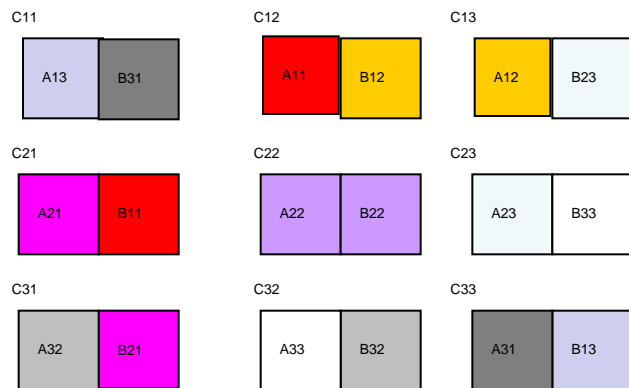 C11 C12 C13
A13 B31 A11 B12 A12 B23
C21 C22 C23
A21 B11 A22 B22 A23 B33
C31 C32 C33
A32 B21 A33 B32 A31 B13